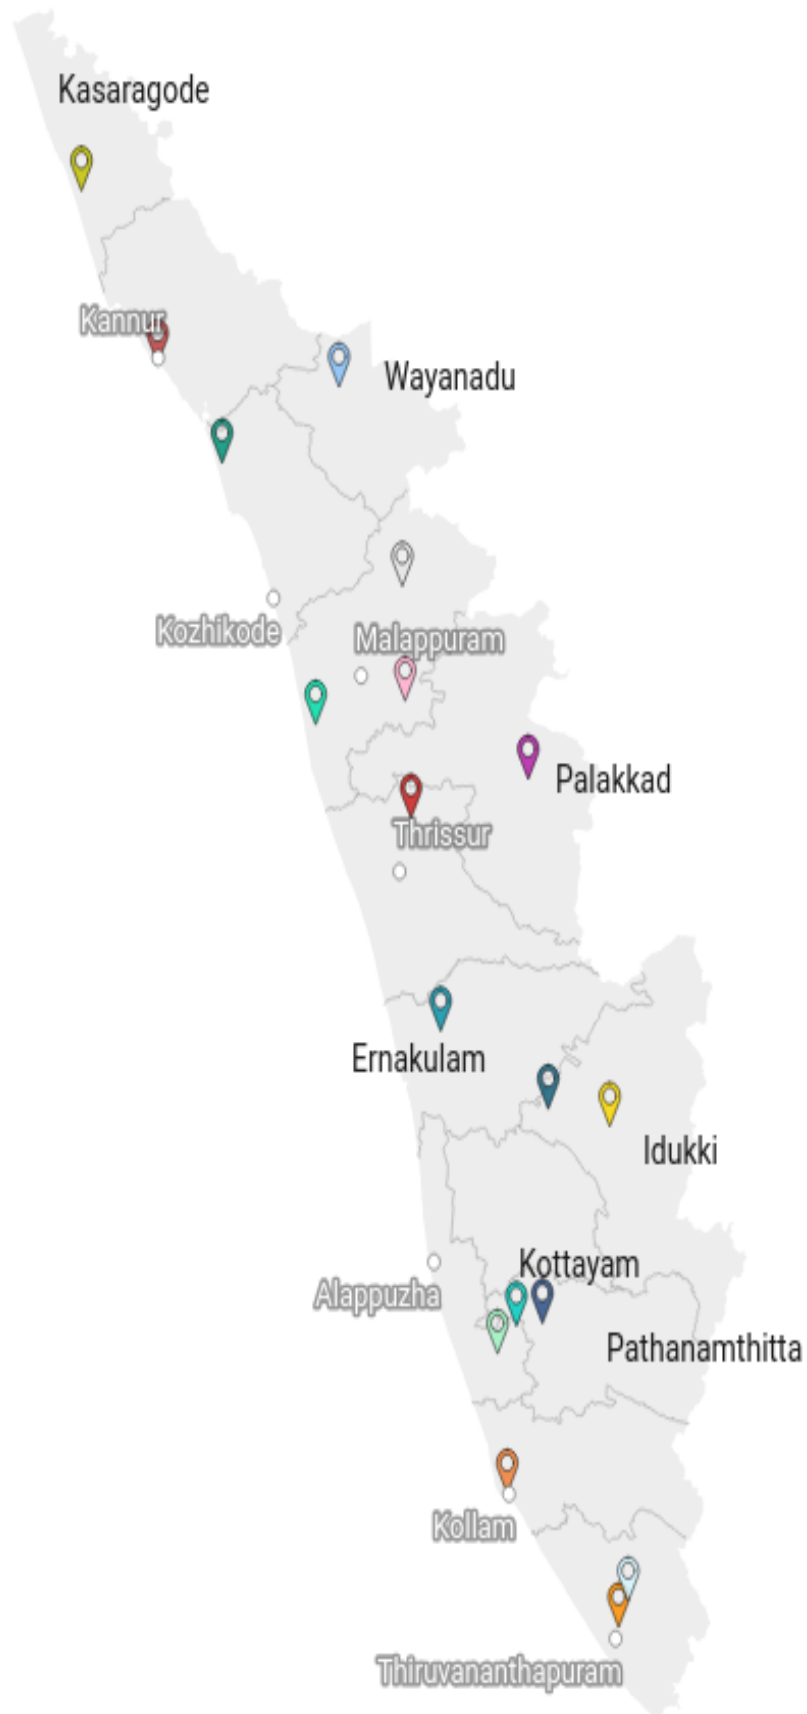 Kasaragode
Kannur
Wayanadu
Kozhikode
Malappuram
Palakkad
Thrissur
Ernakulam
Idukki
Kottayam
Alappuzha
Pathanamthitta
Kollam
Thiruvananthapuram